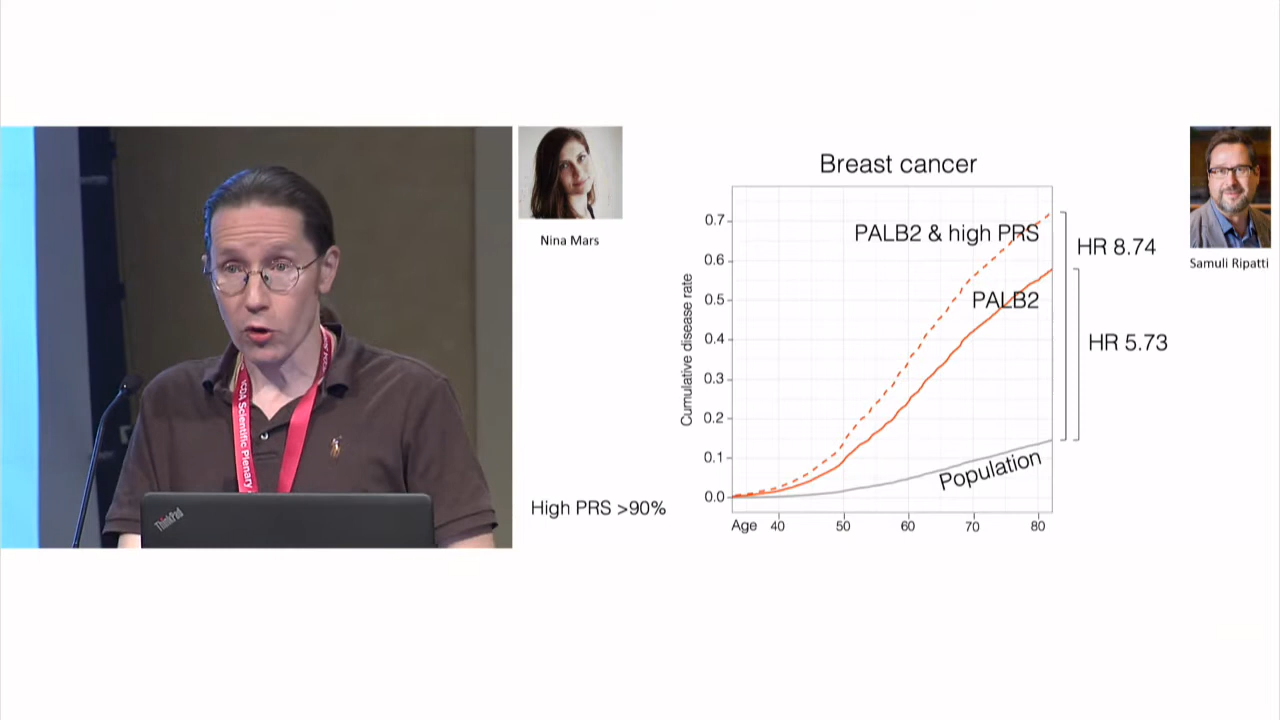 Nina Mars
Samuli Ripatti
Breast cancer
Cumulative disease rate
0.7
0.6
0.5
0.4
0.3
0.2
0.1
0.0
PALB2 & high PRS
PALB2
Population
HR 8.74
HR 5.73
Age 40 50 60 70 80
High PRS >90%
Scientific Plenary
ThinkPad